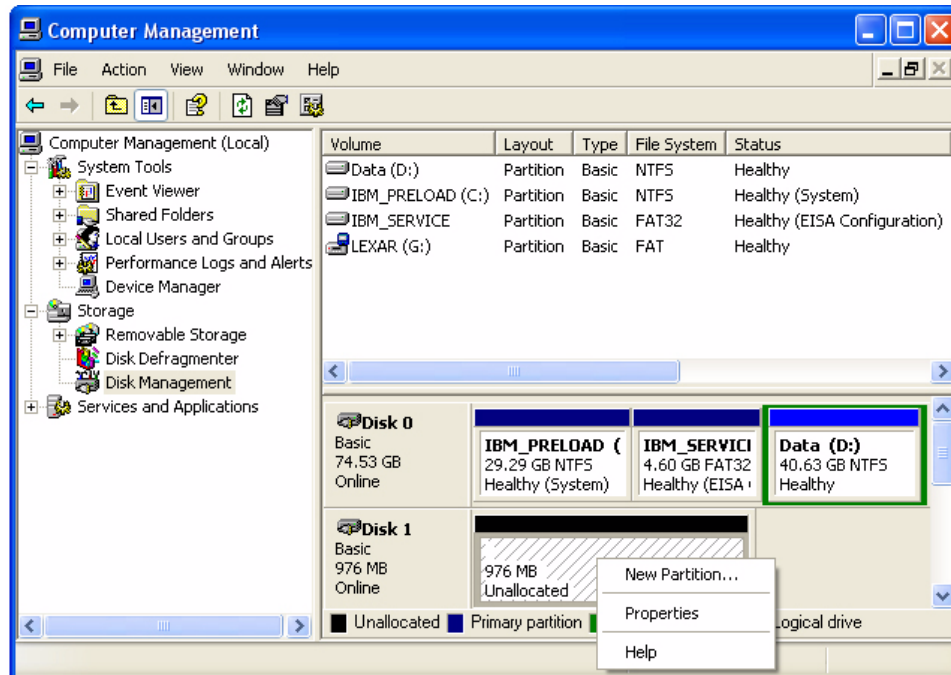 Computer Management
File Action View Window Help
Computer Management (Local)
System Tools
Event Viewer
Shared Folders
Local Users and Groups
Performance Logs and Alerts
Device Manager
Storage
Removable Storage
Disk Defragmenter
Disk Management
Services and Applications
Volume Layout Type File System Status
Data (D:) Partition Basic NTFS Healthy
IBM_PRELOAD (C:) Partition Basic NTFS Healthy (System)
IBM_SERVICE Partition Basic FAT32 Healthy (EISA Configuration)
LEXAR (G:) Partition Basic FAT Healthy
Disk 0
Basic
74.53 GB
Online
IBM_PRELOAD (
29.29 GB NTFS
Healthy (System)
IBM_SERVICI
4.60 GB FAT32
Healthy (EISA
Data (D:)
40.63 GB NTFS
Healthy
Disk 1
Basic
976 MB
Online
976 MB
Unallocated
New Partition...
Properties
Help
Unallocated Primary partition Logical drive